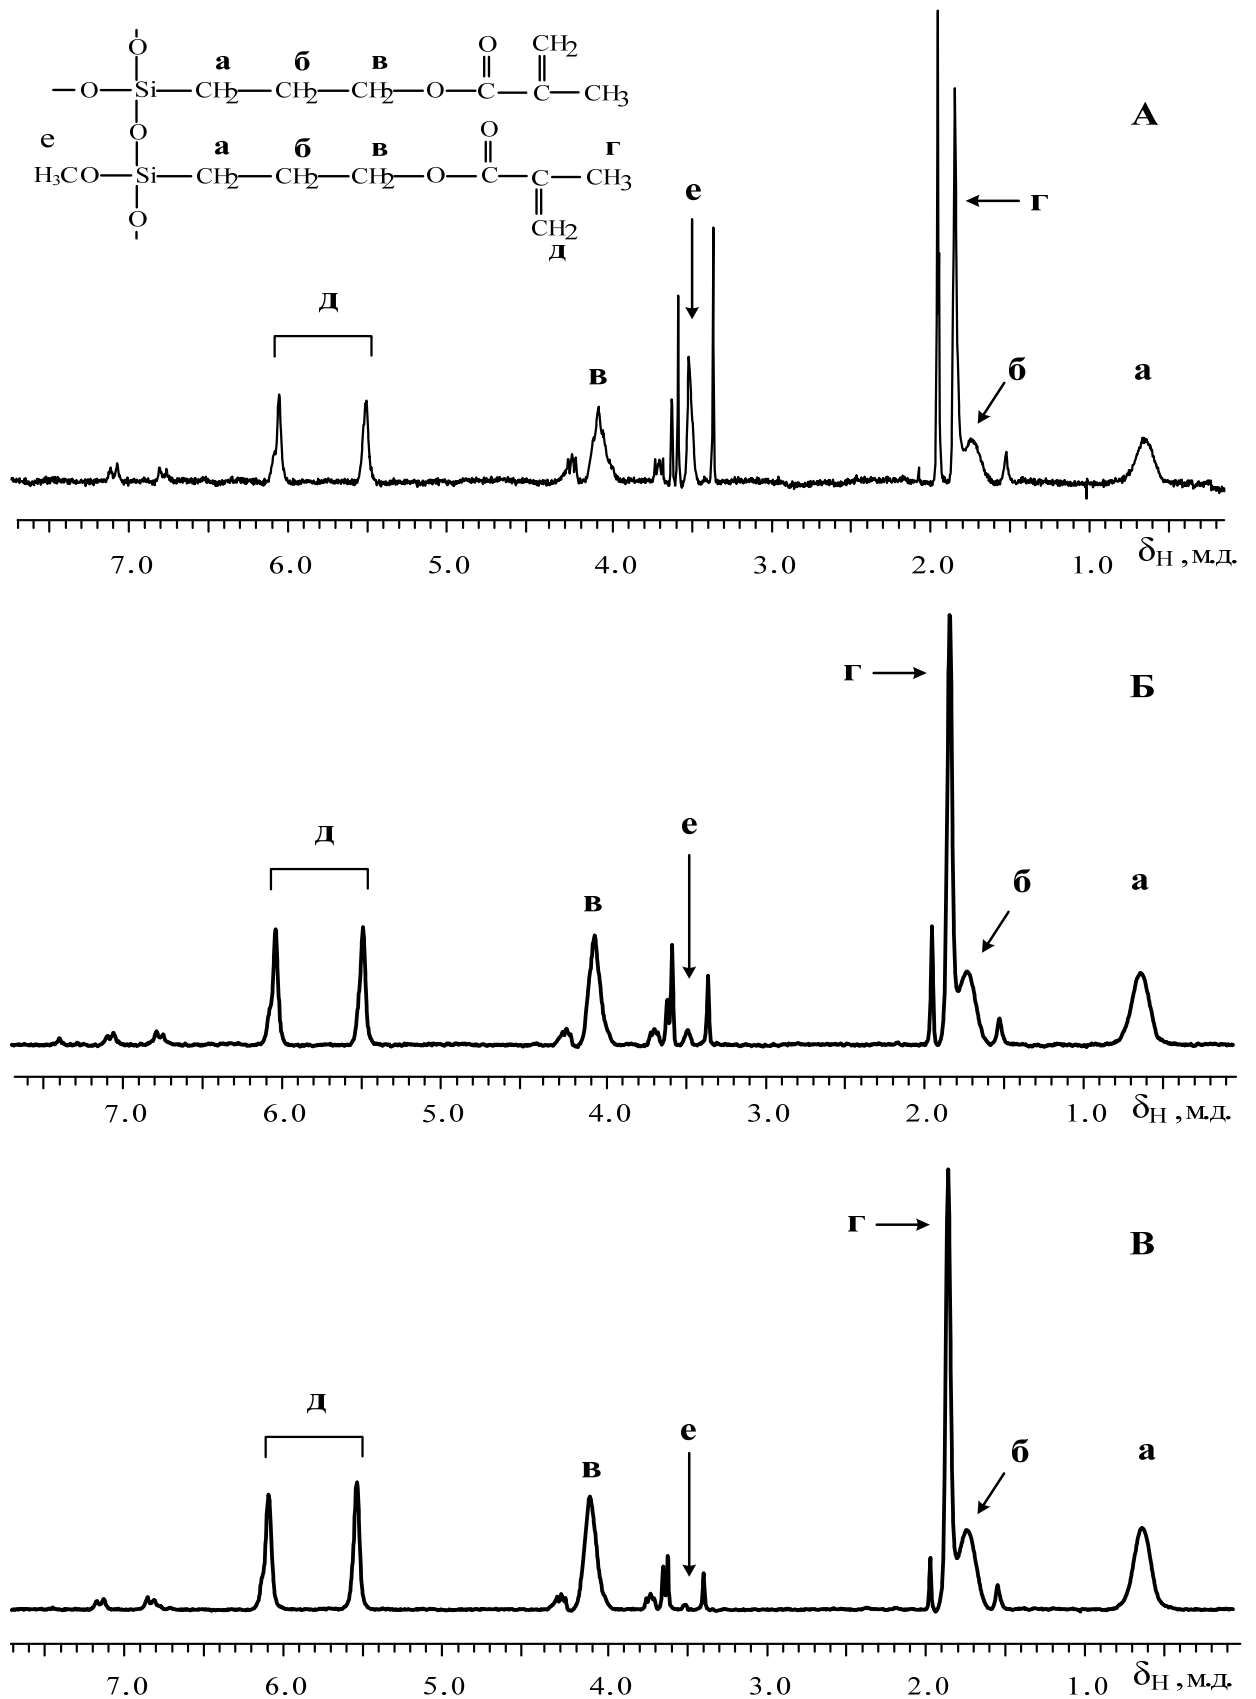 O O
а б в O CH2
O Si CH2 CH2 CH2 O C C CH3
A
O O
е а б в г
H3CO Si CH2 CH2 CH2 O C C CH3
O CH2
д
е
г
д
б а
в
7.0 6.0 5.0 4.0 3.0 2.0 1.0 δH , м.д.
г Б
д е
б а
в
7.0 6.0 5.0 4.0 3.0 2.0 1.0 δH , м.д.
г В
д е
б а
в
7.0 6.0 5.0 4.0 3.0 2.0 1.0 δH , м.д.